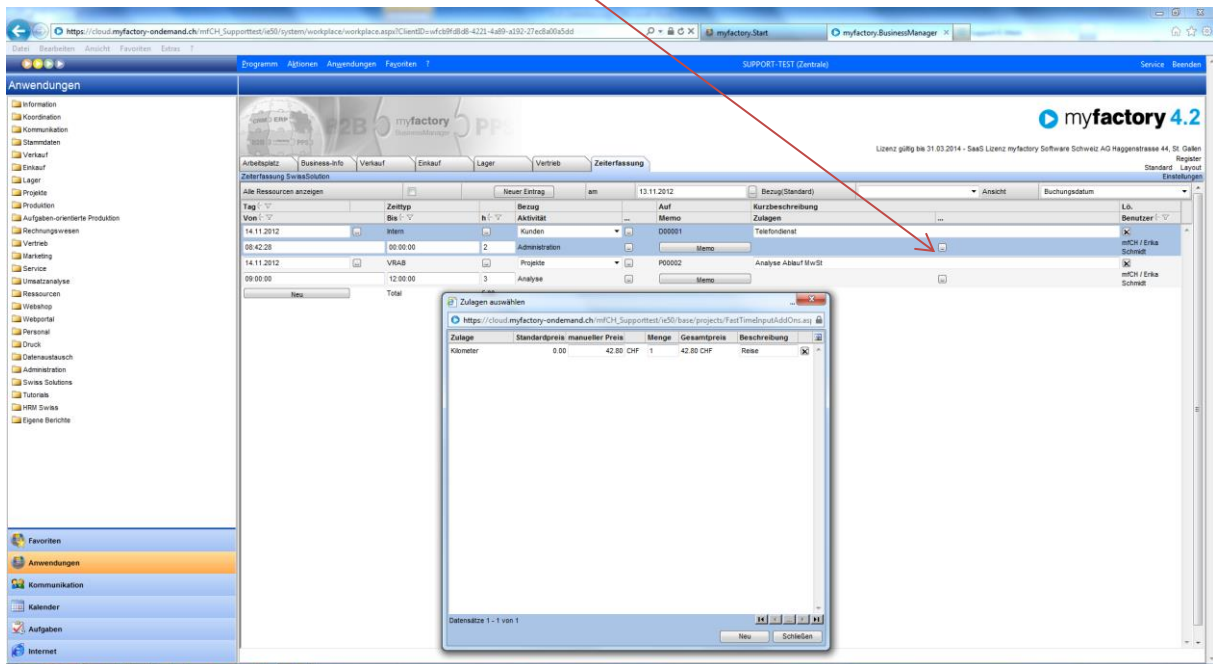 https://cloud.myfactory-ondemand.ch/mfCH_Supporttest/ie50/system/workplace/workplace.aspx?ClientID=wfcb9fd8d8-4221-4a89-a192-27ec8a00a5dd
myfactory.Start
myfactory.BusinessManager
Datei Bearbeiten Ansicht Favoriten Extras ?
Programm Aktionen Anwendungen Favoriten ?
SUPPORT-TEST (Zentrale)
Service Beenden
Anwendungen
Information
Koordination
Kommunikation
Stammdaten
Verkauf
Einkauf
Lager
Projekte
Produktion
Aufgaben-orientierte Produktion
Rechnungswesen
Vertrieb
Marketing
Service
Umsatzanalyse
Ressourcen
Webshop
Webportal
Personal
Druck
Datenaustausch
Administration
Swiss Solutions
Tutorials
HRM Swiss
Eigene Berichte
Favoriten
Anwendungen
Kommunikation
Kalender
Aufgaben
Internet
CRM ERP
B2B
P2B
myfactory
BusinessManager
PPS
myfactory 4.2
Lizenz gültig bis 31.03.2014 - SaaS Lizenz myfactory Software Schweiz AG Haggenstrasse 44, St. Gallen
Register
Standard Layout
Einstellungen
Arbeitsplatz Business-Info Verkauf Einkauf Lager Vertrieb Zeiterfassung
Zeiterfassung SwissSolution
Alle Ressourcen anzeigen Neuer Eintrag am 13.11.2012 ... Bezug(Standard) Ansicht Buchungsdatum
Tag Zeittyp Bezug Auf Kurzbeschreibung Lö.
Von Bis h Aktivität ... Memo Zulagen ... Benutzer
14.11.2012 ... Intern ... Kunden ... D00001 Telefondienst
08:42:28 00:00:00 2 Administration ... Memo ... mfCH / Erika Schmidt
14.11.2012 ... VRAB ... Projekte ... P00002 Analyse Ablauf MwSt
09:00:00 12:00:00 3 Analyse ... Memo ... mfCH / Erika Schmidt
Neu Total
Zulagen auswählen
https://cloud.myfactory-ondemand.ch/mfCH_Supporttest/ie50/base/projects/FastTimeInputAddOns.asp
Zulage Standardpreis manueller Preis Menge Gesamtpreis Beschreibung
Kilometer 0.00 42.80 CHF 1 42.80 CHF Reise
Datensätze 1 - 1 von 1
Neu Schließen